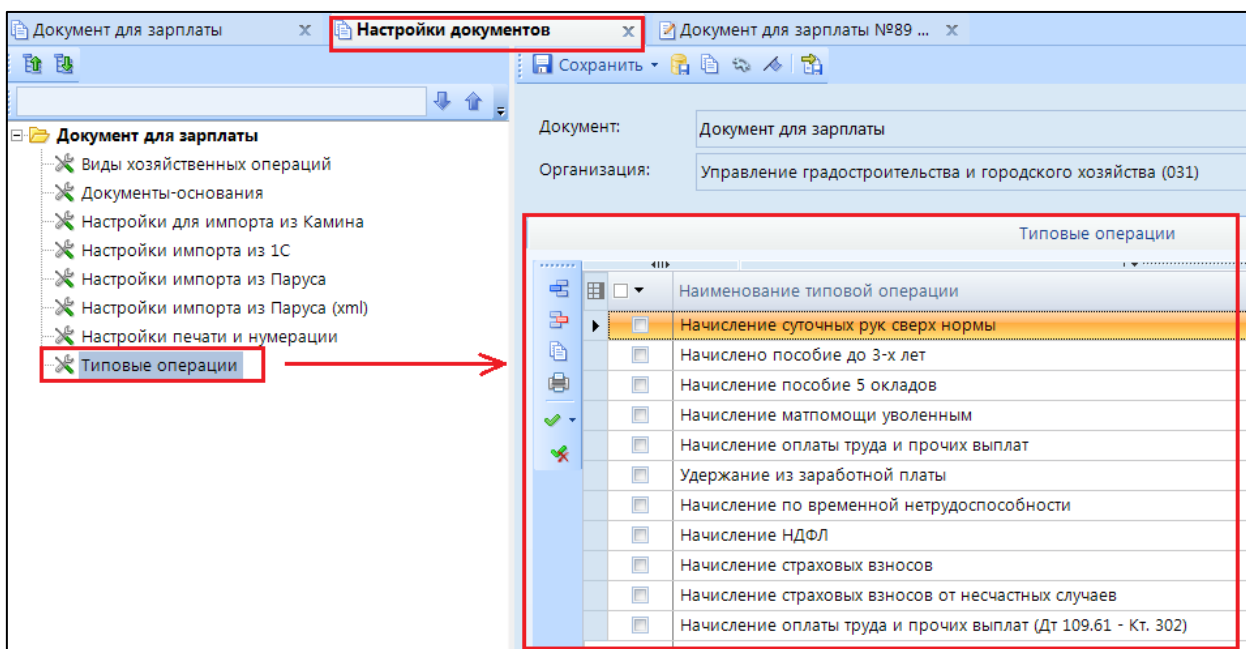 Документ для зарплаты x
Настройки документов x
Документ для зарплаты №89 ... x
Сохранить
Документ для зарплаты
Виды хозяйственных операций
Документы-основания
Настройки для импорта из Камина
Настройки импорта из 1С
Настройки импорта из Паруса
Настройки импорта из Паруса (xml)
Настройки печати и нумерации
Типовые операции
Документ: Документ для зарплаты
Организация: Управление градостроительства и городского хозяйства (031)
Типовые операции
Наименование типовой операции
Начисление суточных рук сверх нормы
Начислено пособие до 3-х лет
Начисление пособие 5 окладов
Начисление матпомощи уволенным
Начисление оплаты труда и прочих выплат
Удержание из заработной платы
Начисление по временной нетрудоспособности
Начисление НДФЛ
Начисление страховых взносов
Начисление страховых взносов от несчастных случаев
Начисление оплаты труда и прочих выплат (Дт 109.61 - Кт. 302)